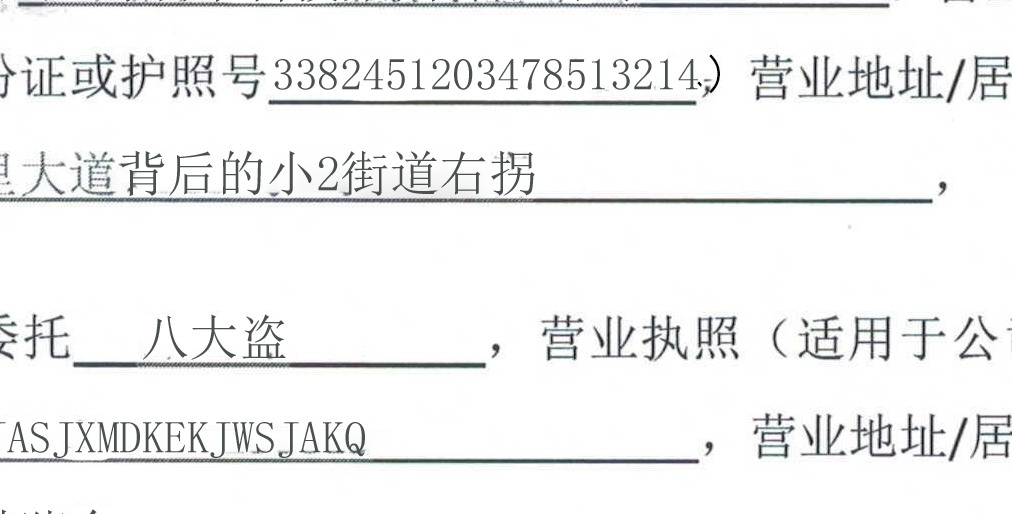 份证或护照号3382451203478513214,）营业地址/居
里大道背后的小2街道右拐，
委托 八大盗，营业执照（适用于公司
JASJXMDKEKJWSJAKQ，营业地址/居